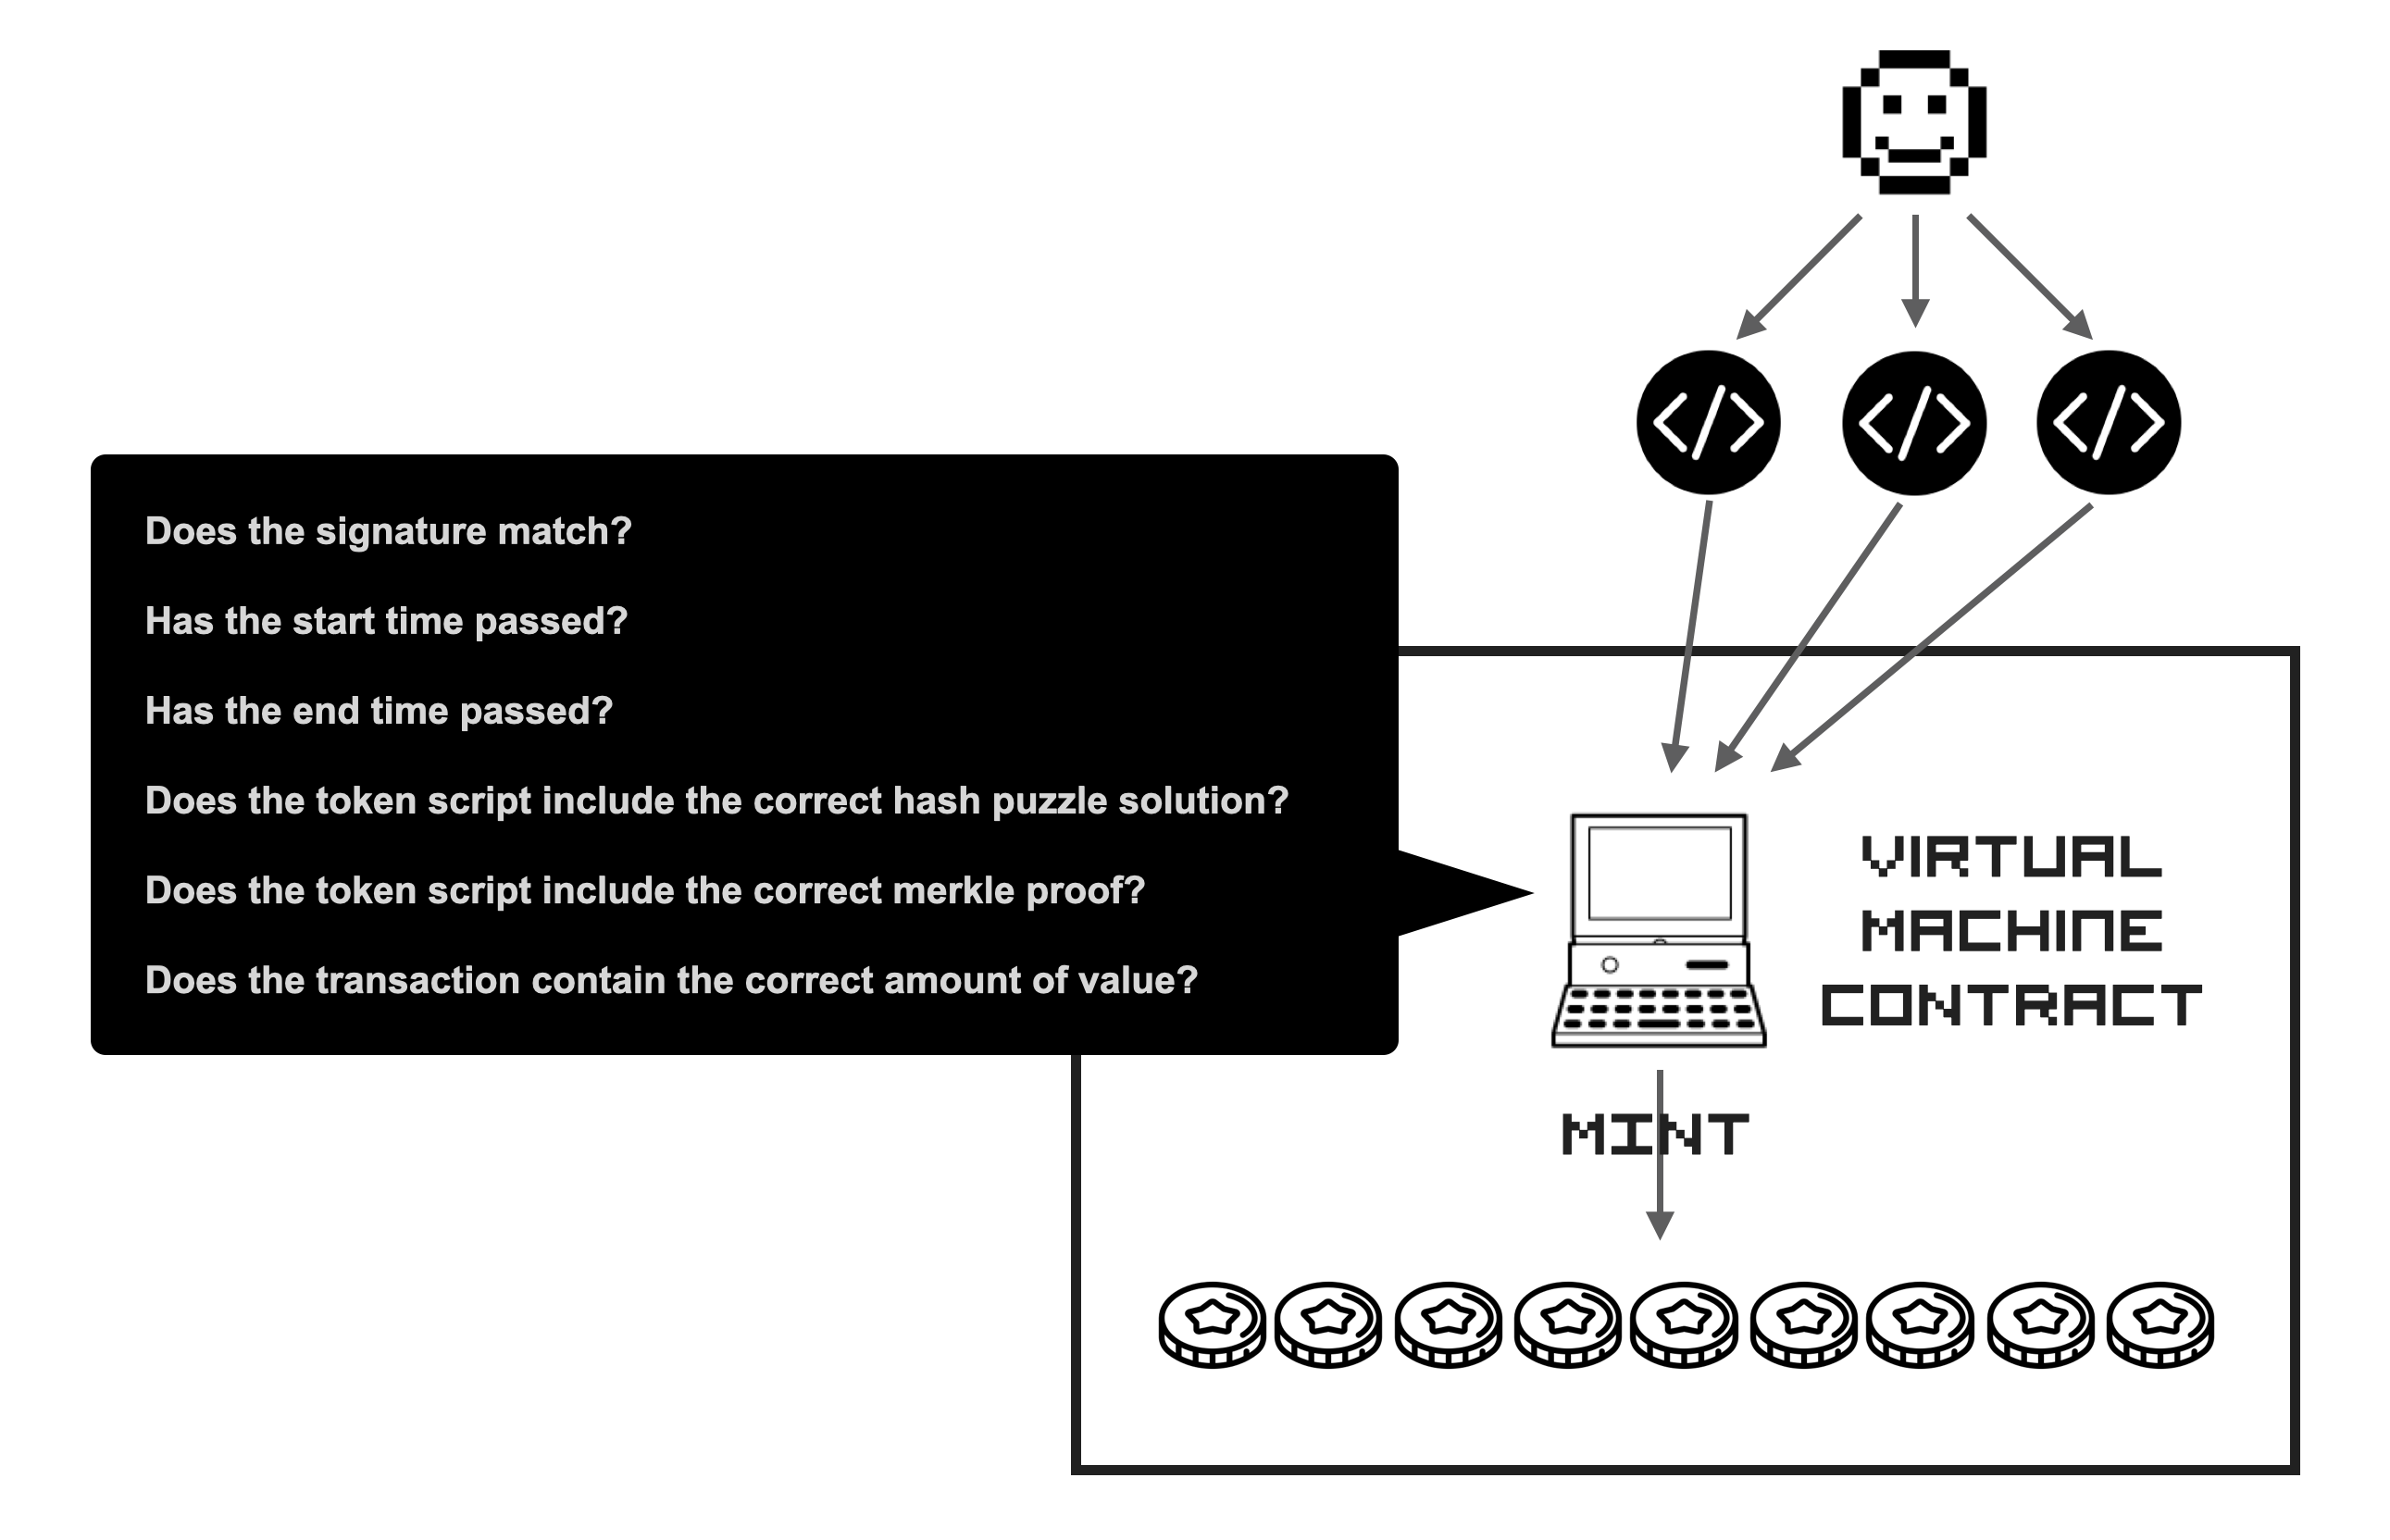 Does the signature match?
Has the start time passed?
Has the end time passed?
Does the token script include the correct hash puzzle solution?
Does the token script include the correct merkle proof?
Does the transaction contain the correct amount of value?
VIRTUAL
MACHINE
CONTRACT
MINT